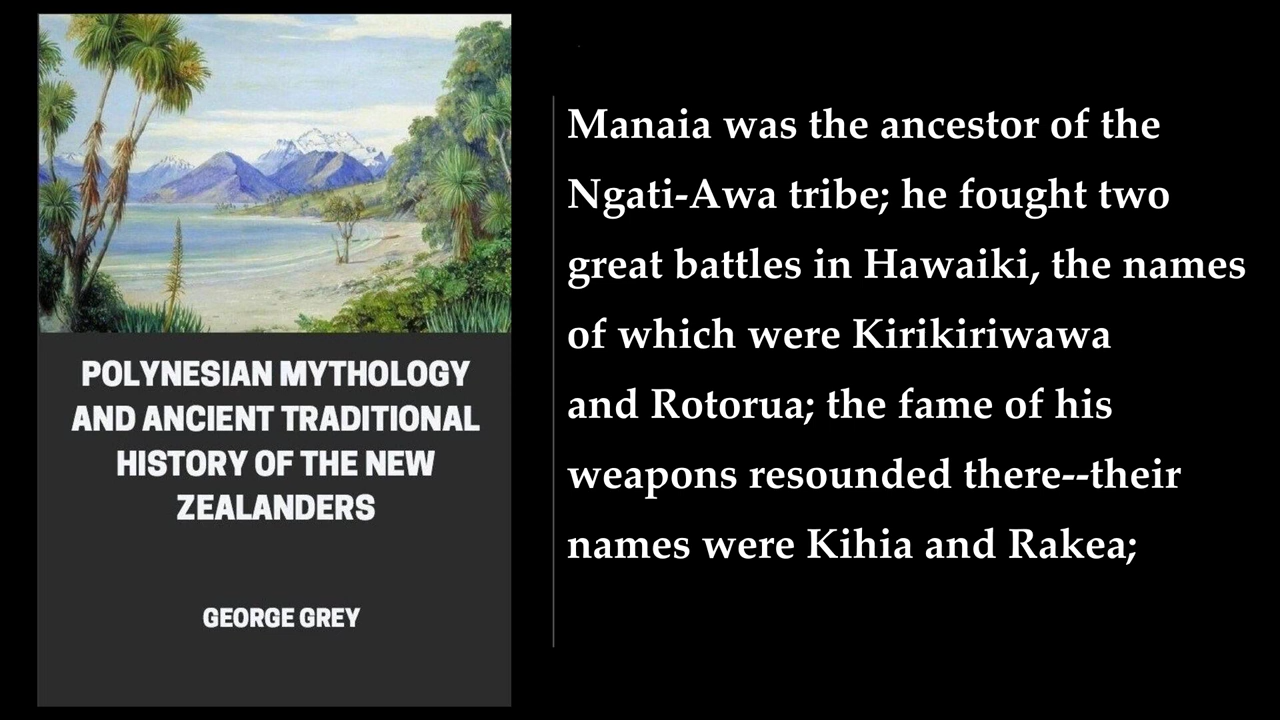 POLYNESIAN MYTHOLOGY
AND ANCIENT TRADITIONAL
HISTORY OF THE NEW
ZEALANDERS
GEORGE GREY
Manaia was the ancestor of the
Ngati-Awa tribe; he fought two
great battles in Hawaiki, the names
of which were Kirikiriwawa
and Rotorua; the fame of his
weapons resounded there--their
names were Kihia and Rakea;